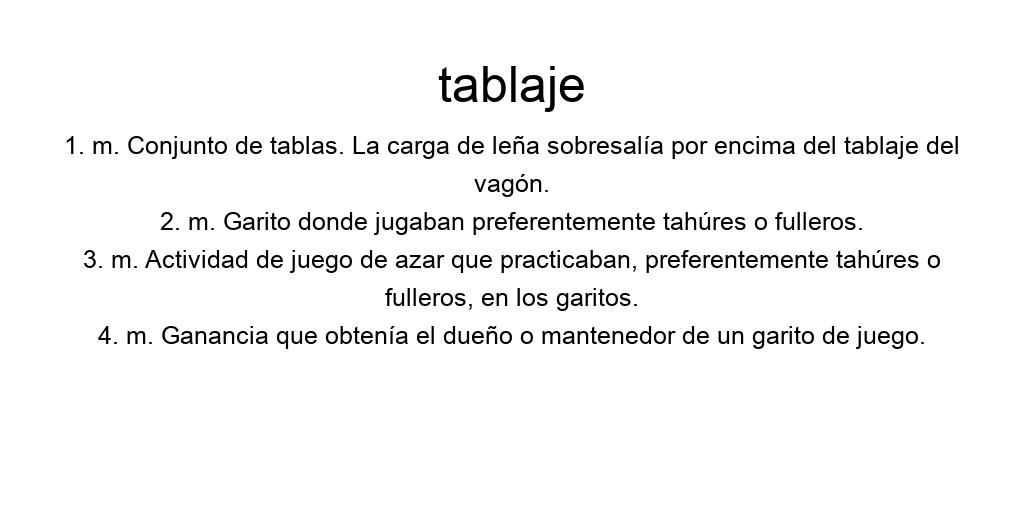 tablaje
1. m. Conjunto de tablas. La carga de leña sobresalía por encima del tablaje del
vagón.
2. m. Garito donde jugaban preferentemente tahúres o fulleros.
3. m. Actividad de juego de azar que practicaban, preferentemente tahúres o
fulleros, en los garitos.
4. m. Ganancia que obtenía el dueño o mantenedor de un garito de juego.